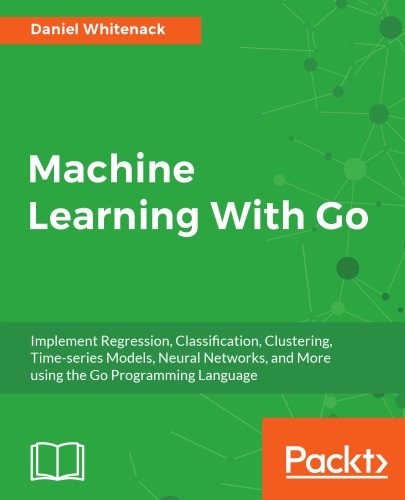 Daniel Whitenack
Machine
Learning With Go
Implement Regression, Classification, Clustering,
Time-series Models, Neural Networks, and More
using the Go Programming Language
Packt>